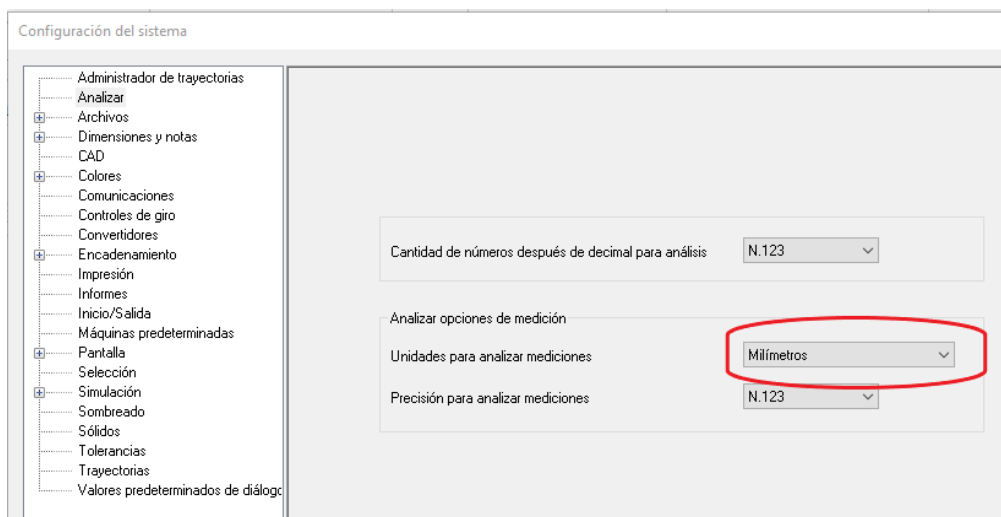 Configuración del sistema
Administrador de trayectorias
Analizar
Archivos
Dimensiones y notas
CAD
Colores
Comunicaciones
Controles de giro
Convertidores
Encadenamiento
Impresión
Informes
Inicio/Salida
Máquinas predeterminadas
Pantalla
Selección
Simulación
Sombreado
Sólidos
Tolerancias
Trayectorias
Valores predeterminados de diálogo
Cantidad de números después de decimal para análisis N.123
Analizar opciones de medición
Unidades para analizar mediciones Milímetros
Precisión para analizar mediciones N.123